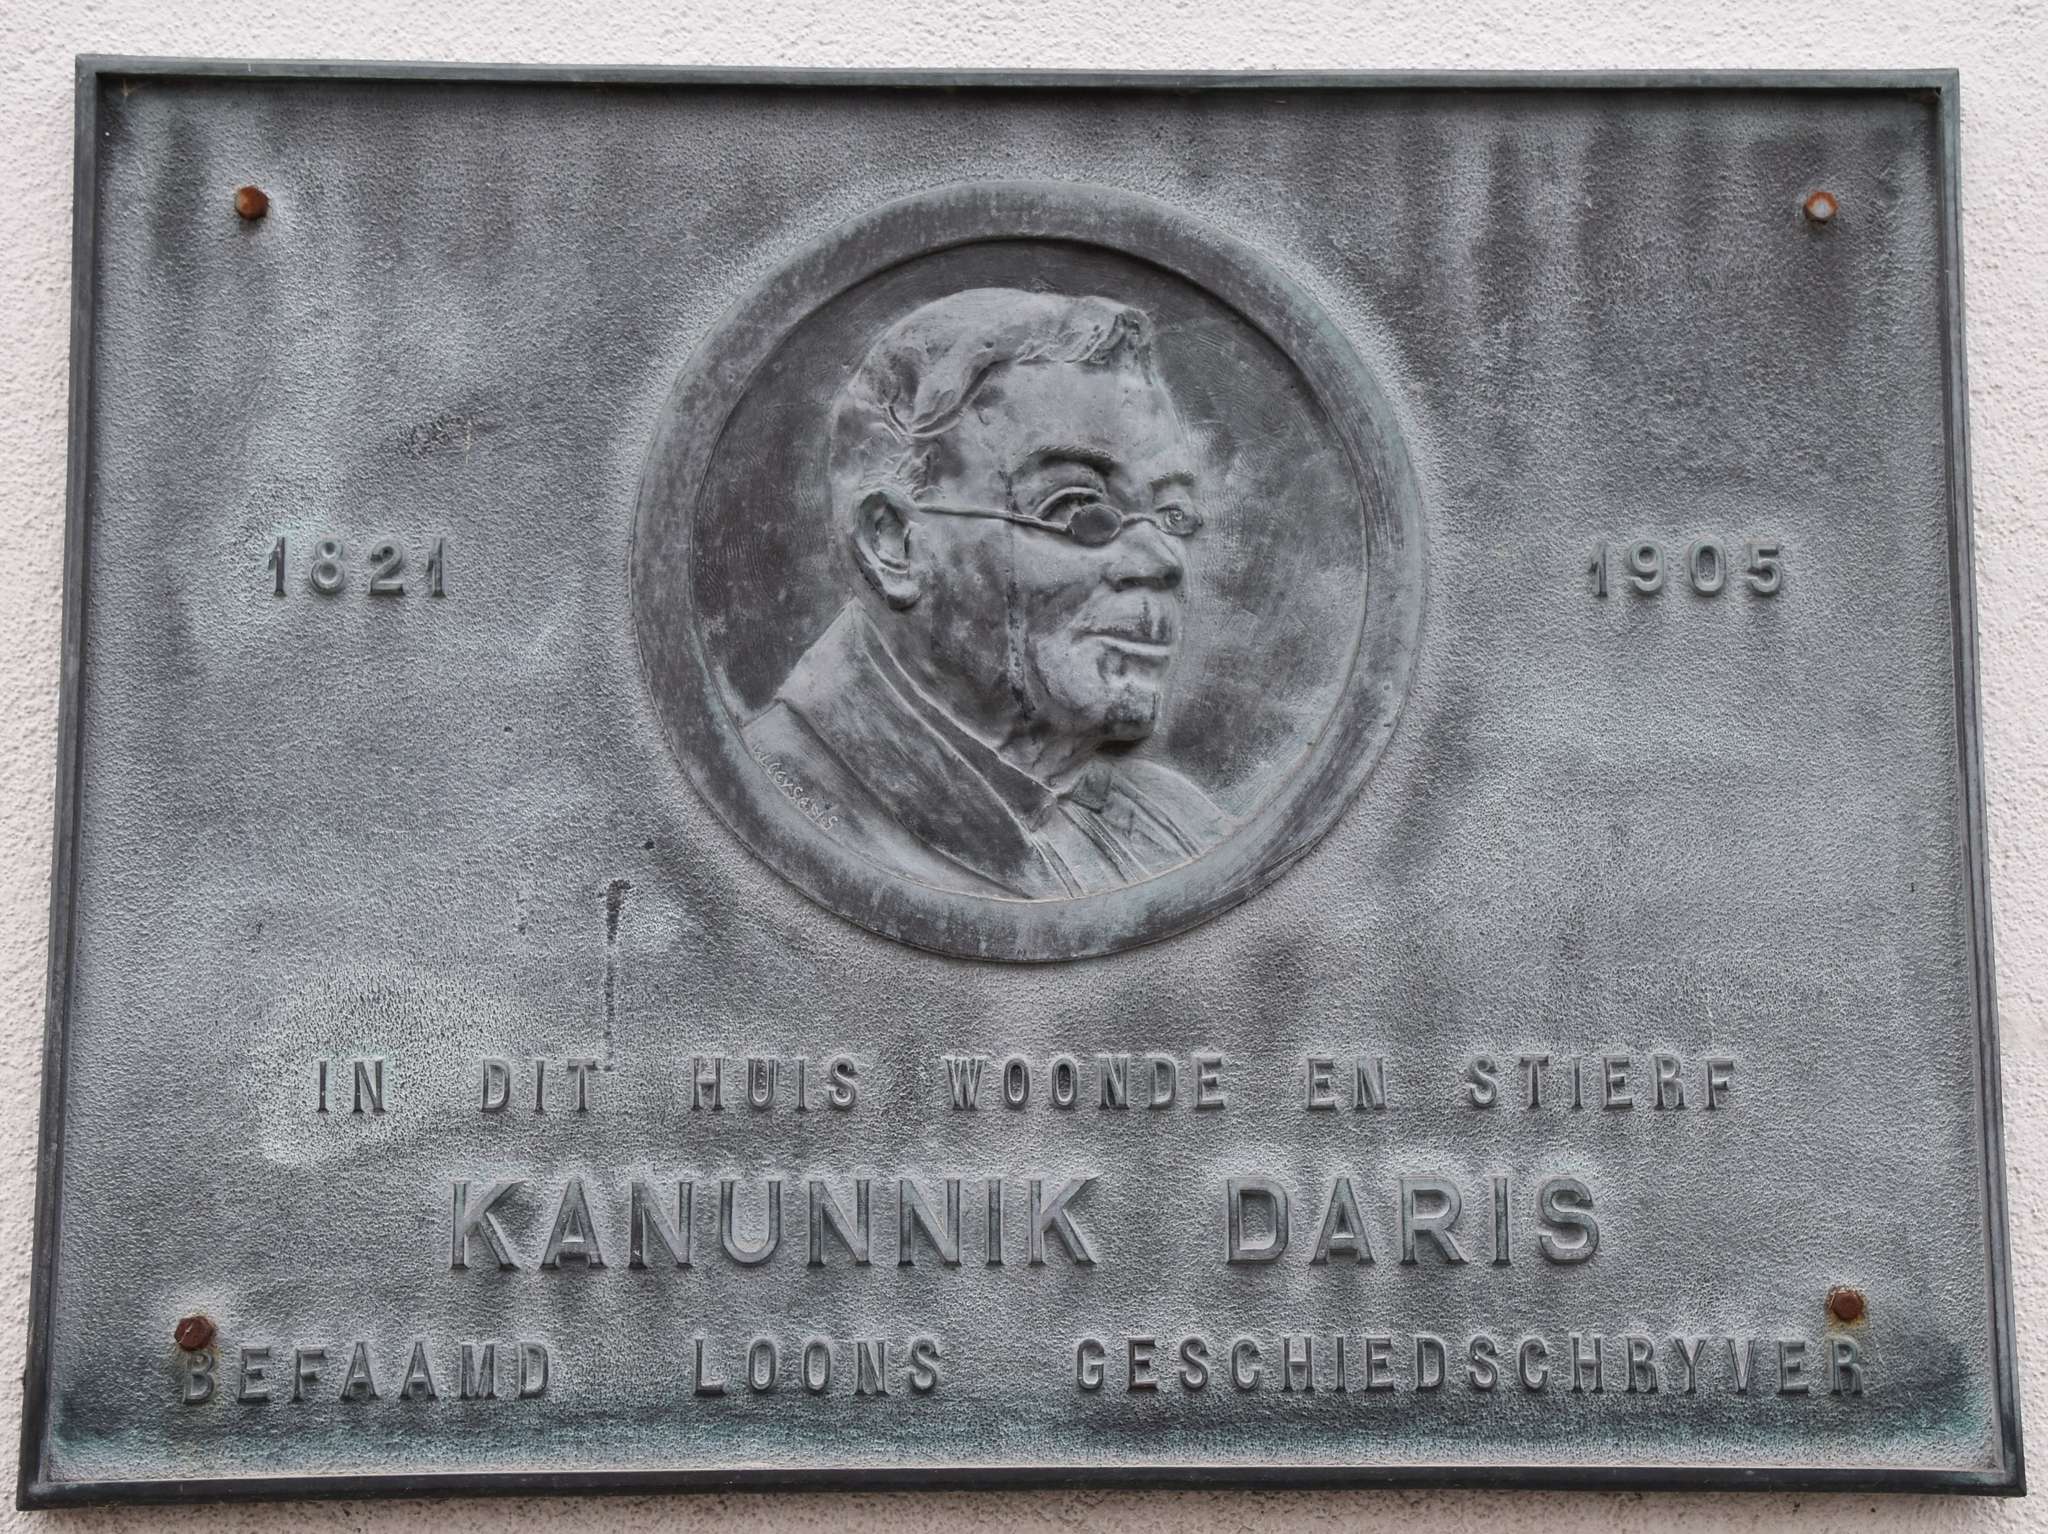 1821
1905
IN DIT HUIS WOONDE EN STIERF
KANUNNIK DARIS
BEFAAMD LOONS GESCHIEDSCHRYVER